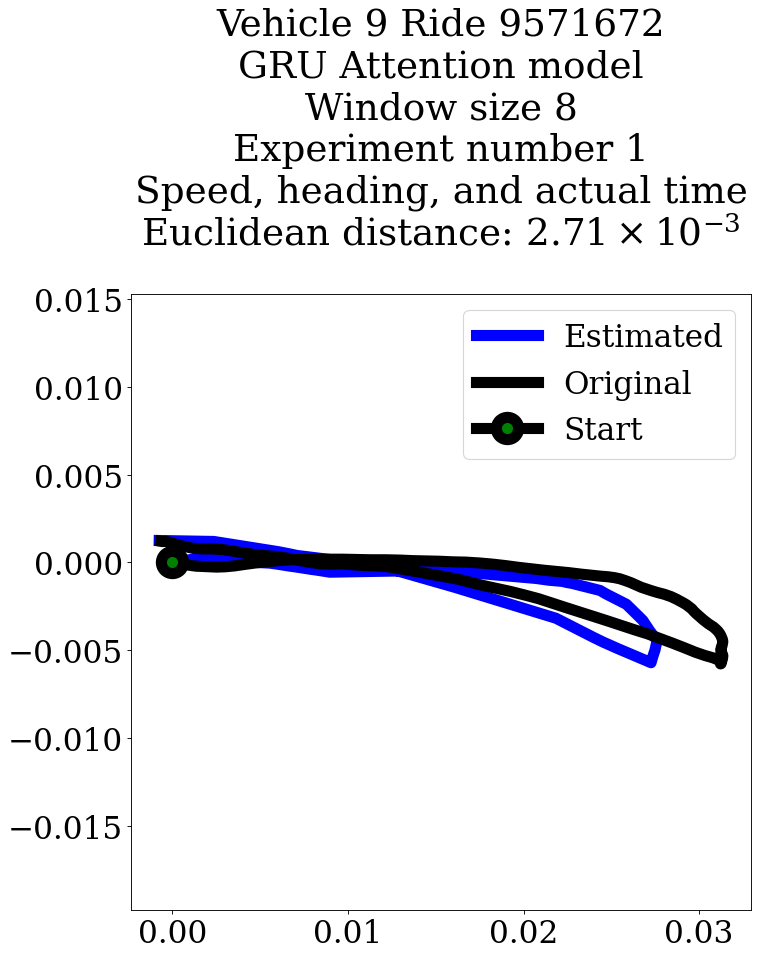 Vehicle 9 Ride 9571672
GRU Attention model
Window size 8
Experiment number 1
Speed, heading, and actual time
Euclidean distance: 2.71 × 10⁻³
Estimated
Original
Start
0.015
0.010
0.005
0.000
−0.005
−0.010
−0.015
0.00 0.01 0.02 0.03